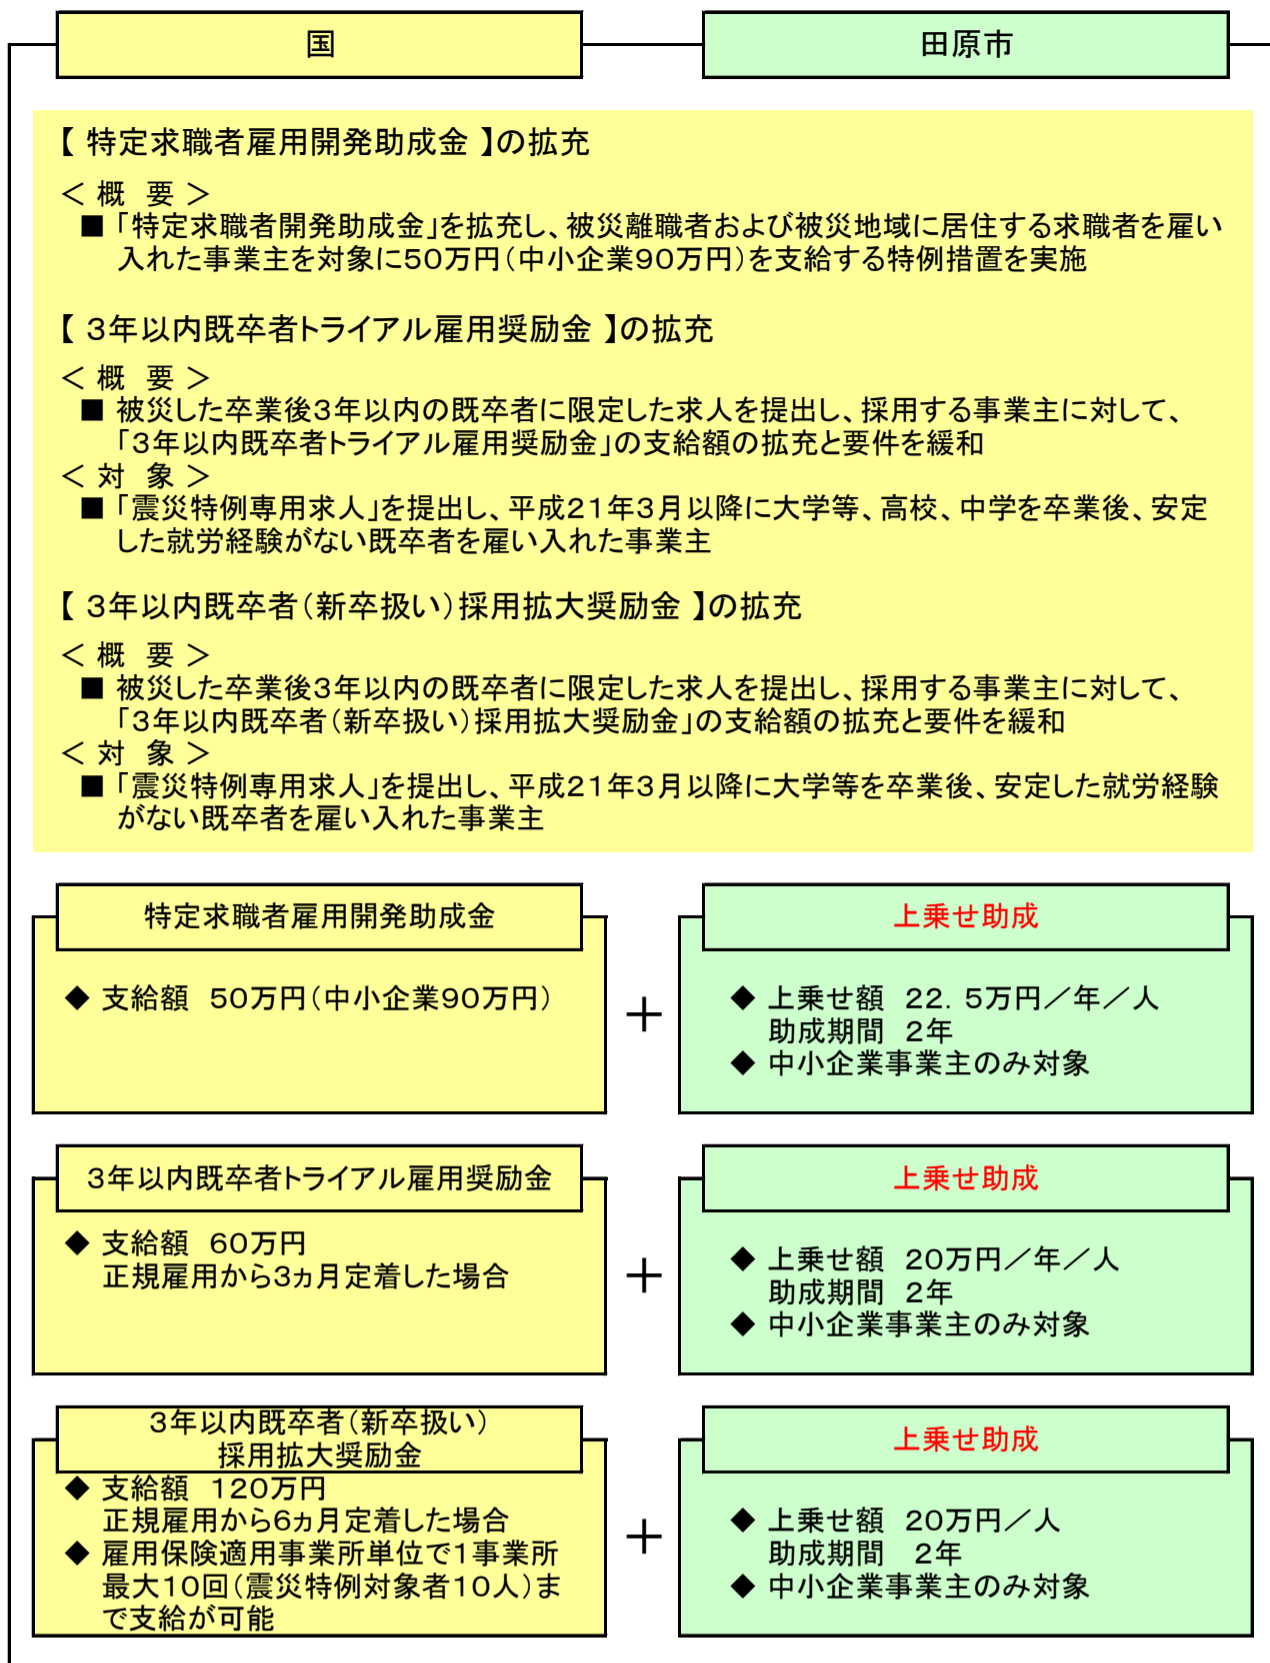 国
田原市
【 特定求職者雇用開発助成金 】の拡充
＜ 概 要 ＞
■ 「特定求職者開発助成金」を拡充し、被災離職者および被災地域に居住する求職者を雇い
入れた事業主を対象に50万円（中小企業90万円）を支給する特例措置を実施
【 3年以内既卒者トライアル雇用奨励金 】の拡充
＜ 概 要 ＞
■ 被災した卒業後3年以内の既卒者に限定した求人を提出し、採用する事業主に対して、
「3年以内既卒者トライアル雇用奨励金」の支給額の拡充と要件を緩和
＜ 対 象 ＞
■ 「震災特例専用求人」を提出し、平成21年3月以降に大学等、高校、中学を卒業後、安定
した就労経験がない既卒者を雇い入れた事業主
【 3年以内既卒者（新卒扱い）採用拡大奨励金 】の拡充
＜ 概 要 ＞
■ 被災した卒業後3年以内の既卒者に限定した求人を提出し、採用する事業主に対して、
「3年以内既卒者（新卒扱い）採用拡大奨励金」の支給額の拡充と要件を緩和
＜ 対 象 ＞
■ 「震災特例専用求人」を提出し、平成21年3月以降に大学等を卒業後、安定した就労経験
がない既卒者を雇い入れた事業主
特定求職者雇用開発助成金
◆ 支給額 50万円（中小企業90万円）
＋
上乗せ助成
◆ 上乗せ額 22．5万円／年／人
助成期間 2年
◆ 中小企業事業主のみ対象
3年以内既卒者トライアル雇用奨励金
◆ 支給額 60万円
正規雇用から3ヵ月定着した場合
＋
上乗せ助成
◆ 上乗せ額 20万円／年／人
助成期間 2年
◆ 中小企業事業主のみ対象
3年以内既卒者（新卒扱い）
採用拡大奨励金
◆ 支給額 120万円
正規雇用から6ヵ月定着した場合
◆ 雇用保険適用事業所単位で1事業所
最大10回（震災特例対象者10人）ま
で支給が可能
＋
上乗せ助成
◆ 上乗せ額 20万円／人
助成期間 2年
◆ 中小企業事業主のみ対象